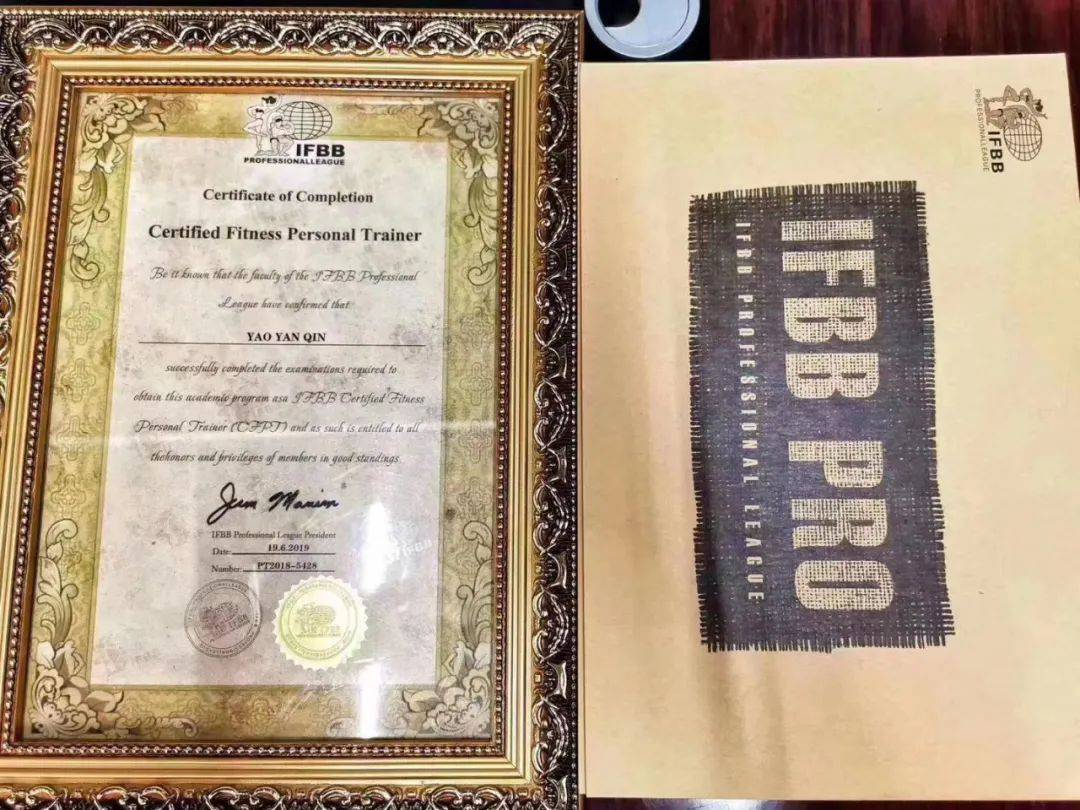 IFBB
PROFESSIONALLEAGUE
Certificate of Completion
Certified Fitness Personal Trainer
Be it known that the faculty of the IFBB Professional
League have confirmed that
YAO YAN QIN
successfully completed the examinations required to
obtain this academic program asa IFBB Certified Fitness
Personal Trainer (CFPT) and as such is entitled to all
thehonors and privileges of members in good standings
IFBB Professional League President
Date: 19.6.2019
Number: PT2018-5428
IFBB
PROFESSIONALLEAGUE
IFBB PRO
IFBB PROFESSIONAL LEAGUE